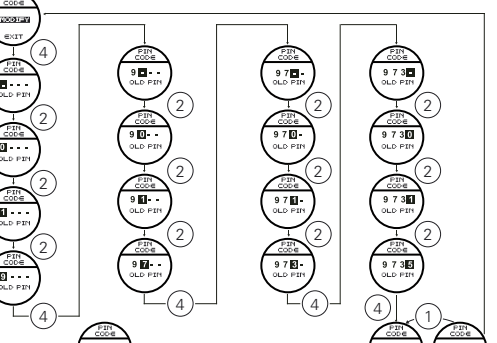 CODE
MODIFY
EXIT
4
PIN
CODE
- - - -
OLD PIN
2
PIN
CODE
0 - - -
OLD PIN
2
PIN
CODE
1 - - -
OLD PIN
2
PIN
CODE
9 - - -
OLD PIN
4
PIN
CODE
9 - - -
OLD PIN
2
PIN
CODE
9 0 - -
OLD PIN
2
PIN
CODE
9 1 - -
OLD PIN
2
PIN
CODE
9 7 - -
OLD PIN
4
PIN
CODE
9 7 - -
OLD PIN
2
PIN
CODE
9 7 0 -
OLD PIN
2
PIN
CODE
9 7 1 -
OLD PIN
2
PIN
CODE
9 7 3 -
OLD PIN
4
PIN
CODE
9 7 3 -
OLD PIN
2
PIN
CODE
9 7 3 0
OLD PIN
2
PIN
CODE
9 7 3 1
OLD PIN
2
PIN
CODE
9 7 3 5
OLD PIN
4
1
PIN
CODE
PIN
CODE
PIN
CODE